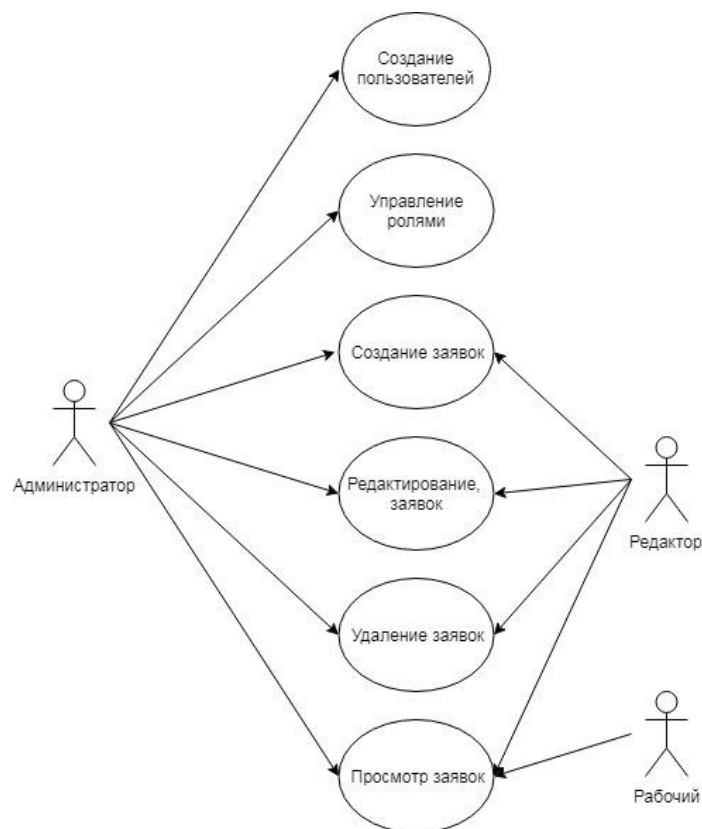 Создание
пользователей
Управление
ролями
Создание заявок
Администратор
Редактирование,
заявок
Редактор
Удаление заявок
Просмотр заявок
Рабочий